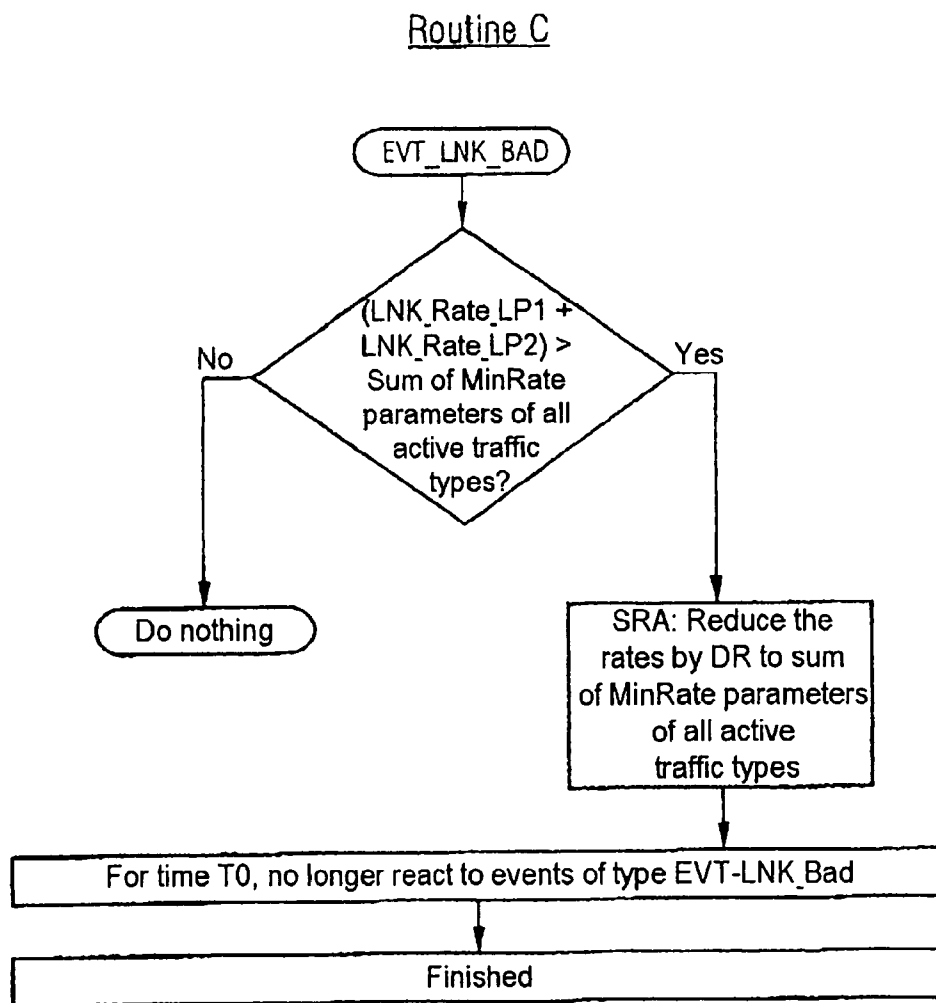 Routine C
EVT_LNK_BAD
(LNK_Rate_LP1 +
LNK_Rate_LP2) >
Sum of MinRate
parameters of all
active traffic
types?
No
Yes
Do nothing
SRA: Reduce the
rates by DR to sum
of MinRate parameters
of all active
traffic types
For time T0, no longer react to events of type EVT-LNK_Bad
Finished